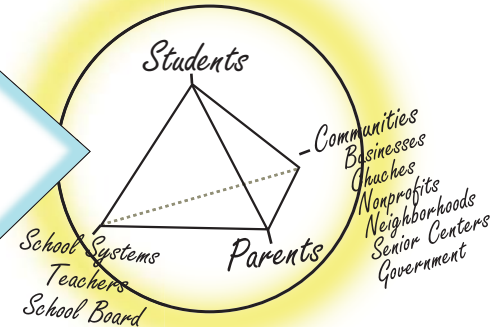 Students
Communities
Businesses
Chuches
Nonprofits
Neighborhoods
Senior Centers
Government
Parents
School Systems
Teachers
School Board